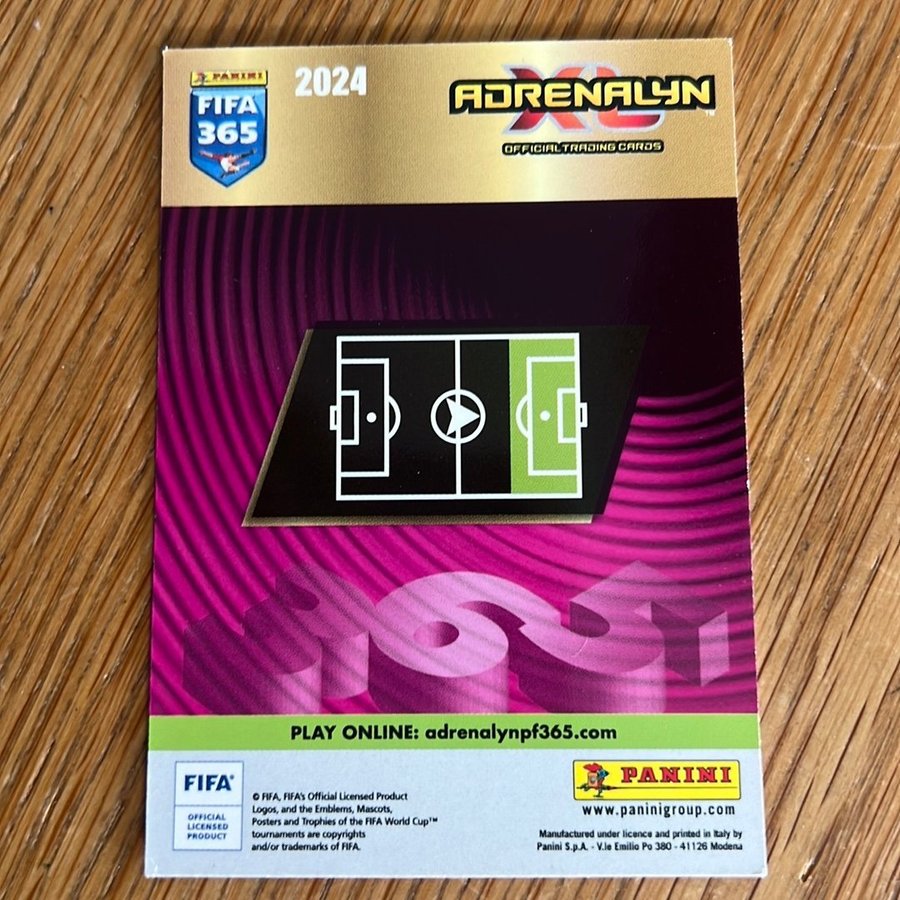 PANINI
FIFA
365
2024
ADRENALYN
XL
TM
OFFICIAL TRADING CARDS
365
PLAY ONLINE: adrenalynpf365.com
FIFA®
OFFICIAL
LICENSED
PRODUCT
© FIFA, FIFA's Official Licensed Product
Logos, and the Emblems, Mascots,
Posters and Trophies of the FIFA World Cup™
tournaments are copyrights
and/or trademarks of FIFA.
PANINI
www.paninigroup.com
Manufactured under licence and printed in Italy by
Panini S.p.A. - V.le Emilio Po 380 - 41126 Modena